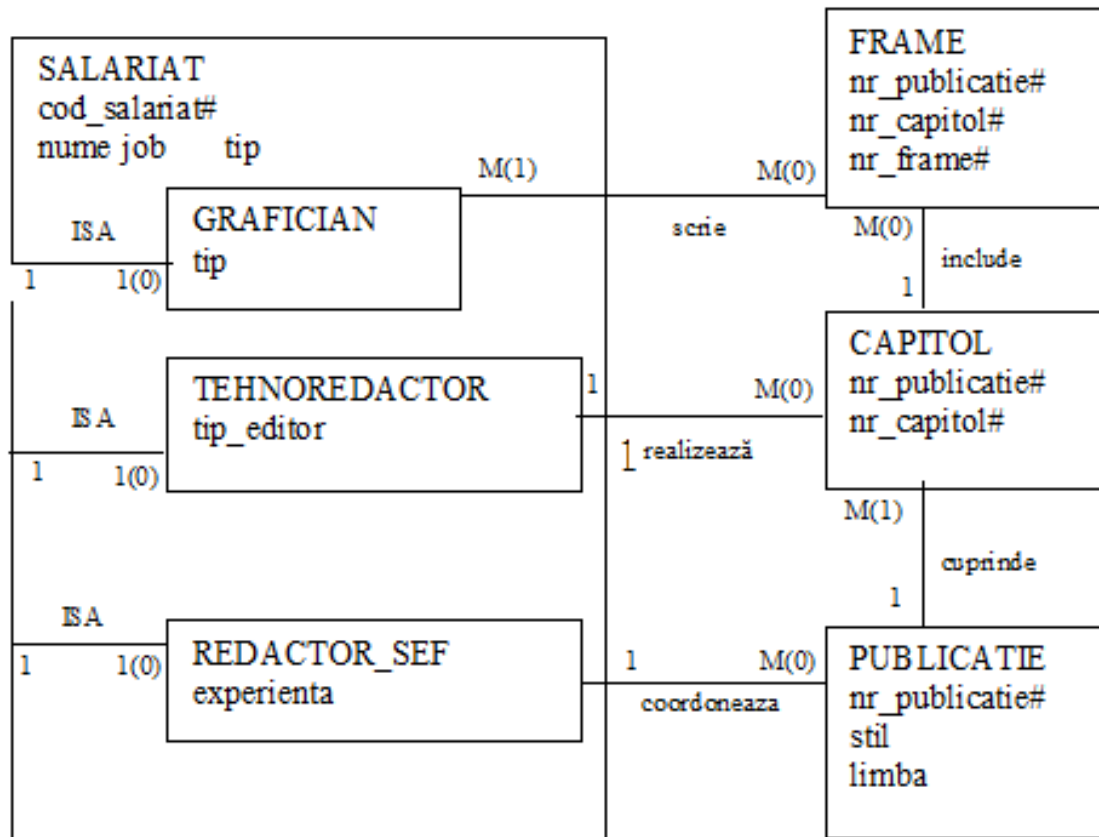 SALARIAT
cod_salariat#
nume job tip
ISA
1 1(0)
GRAFICIAN
tip
M(1) M(0)
scrie
FRAME
nr_publicatie#
nr_capitol#
nr_frame#
M(0)
include
1
ISA
1 1(0)
TEHNOREDACTOR
tip_editor
1 M(0)
1 realizează
CAPITOL
nr_publicatie#
nr_capitol#
M(1)
cuprinde
1
ISA
1 1(0)
REDACTOR_SEF
experienta
1 M(0)
coordoneaza
PUBLICATIE
nr_publicatie#
stil
limba